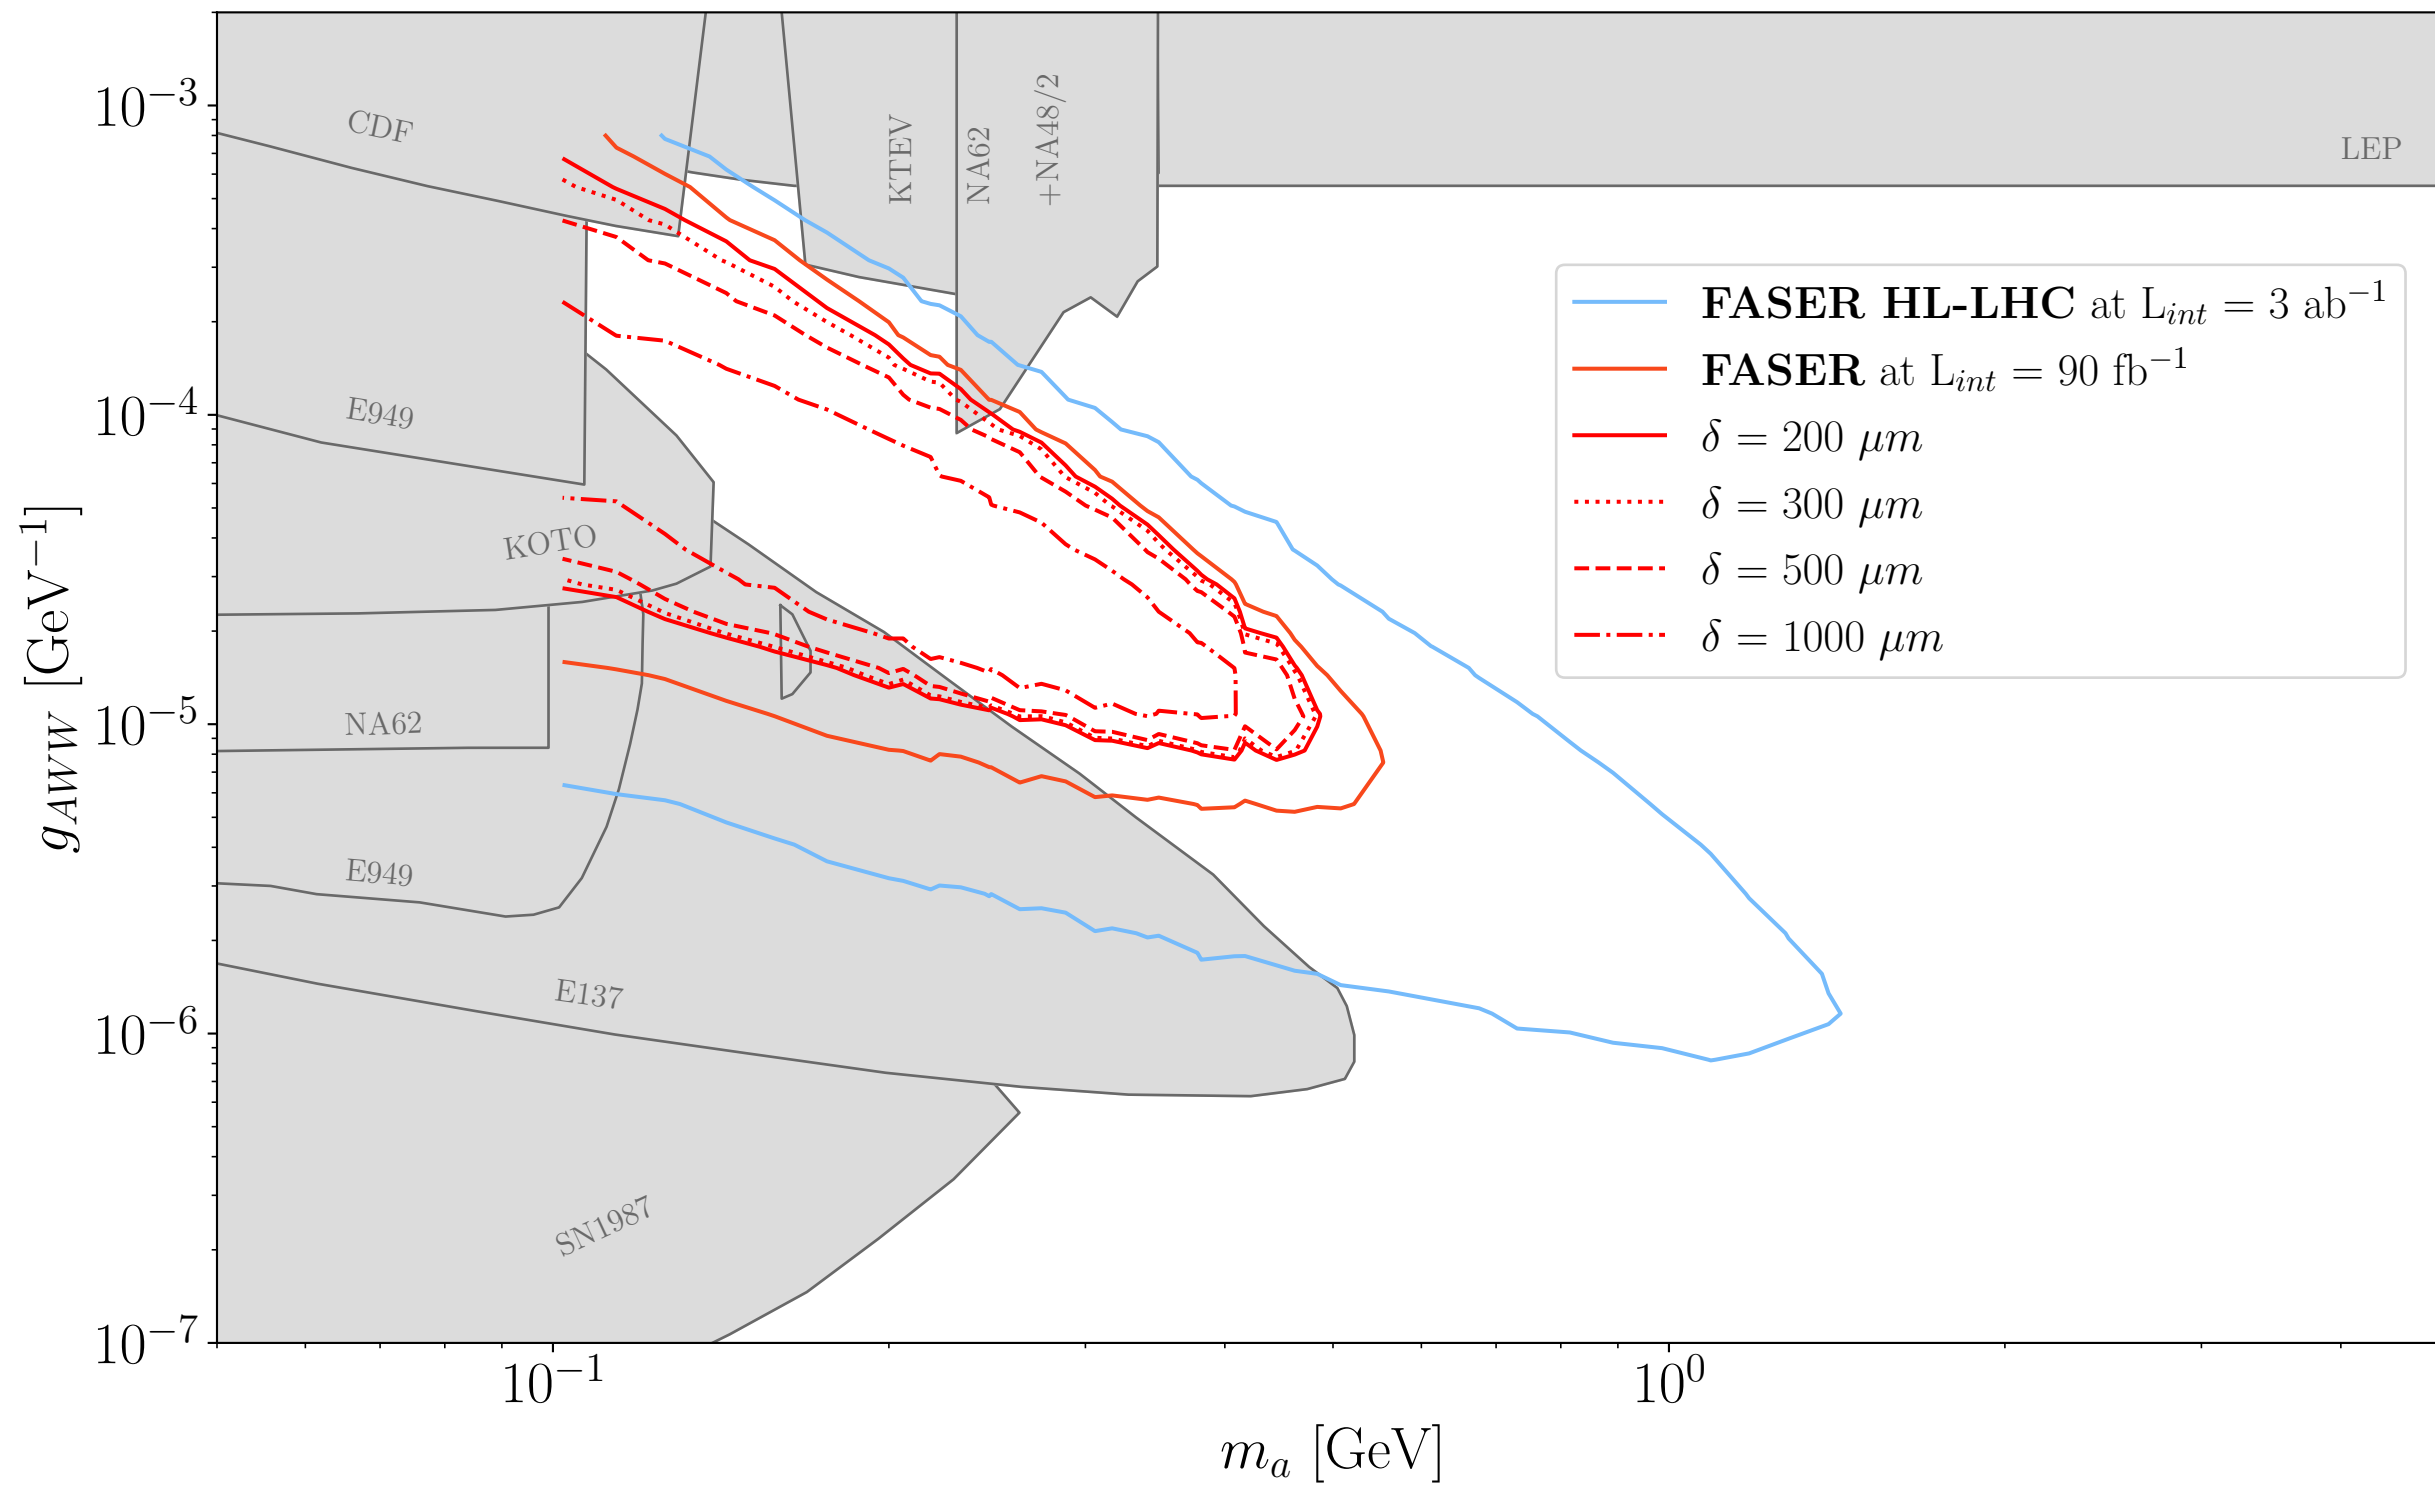 CDF
KTEV
NA62
+NA48/2
LEP
E949
KOTO
NA62
E949
E137
SN1987
FASER HL-LHC at L_{int} = 3 ab^{−1}
FASER at L_{int} = 90 fb^{−1}
δ = 200 μm
δ = 300 μm
δ = 500 μm
δ = 1000 μm
g_{AWW} [GeV^{−1}]
10^{−3}
10^{−4}
10^{−5}
10^{−6}
10^{−7}
10^{−1}
10^{0}
m_a [GeV]